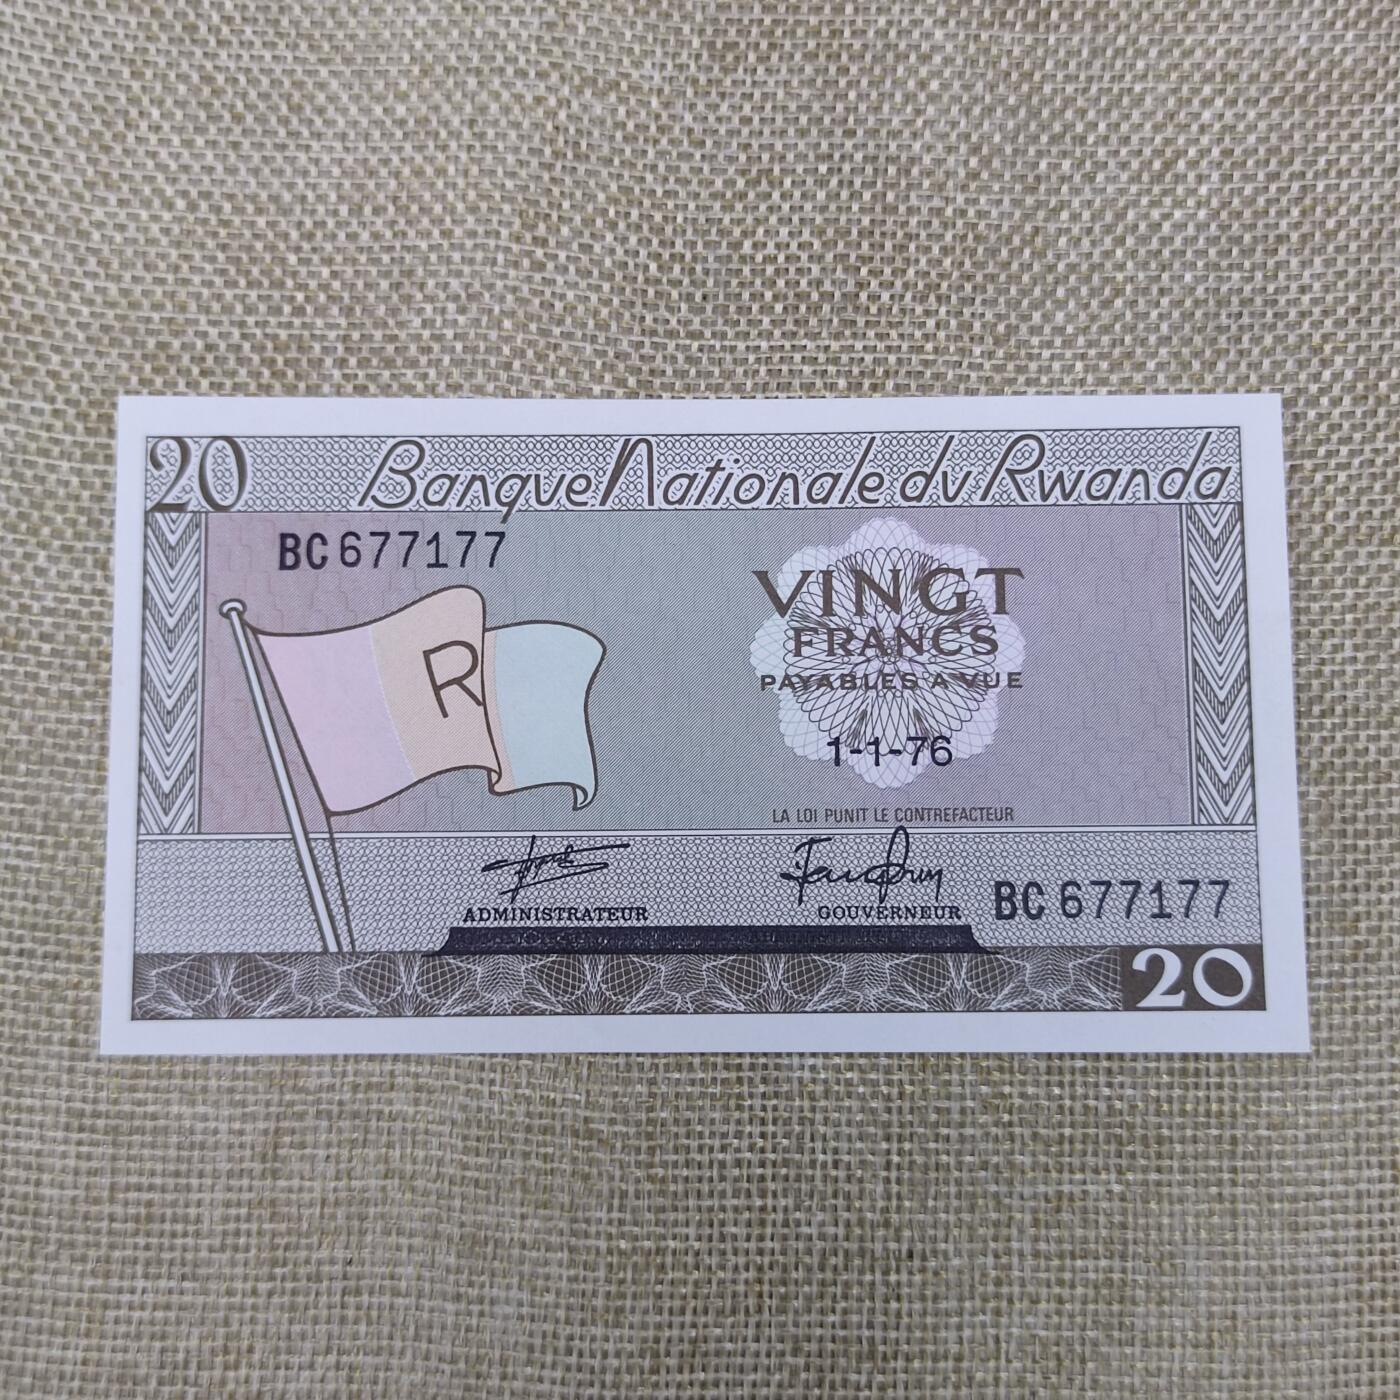 20 Banque Nationale du Rwanda
BC 677177
R
VINGT
FRANCS
PAYABLES A VUE
1-1-76
LA LOI PUNIT LE CONTREFACTEUR
ADMINISTRATEUR
GOUVERNEUR
BC 677177
20